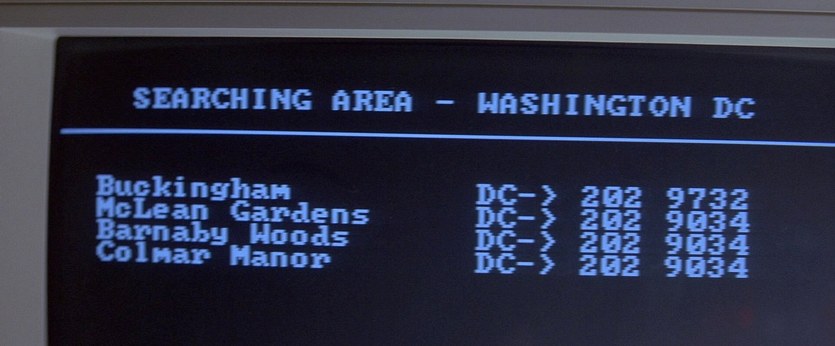 SEARCHING AREA - WASHINGTON DC
Buckingham DC-> 202 9732
McLean Gardens DC-> 202 9034
Barnaby Woods DC-> 202 9034
Colmar Manor DC-> 202 9034